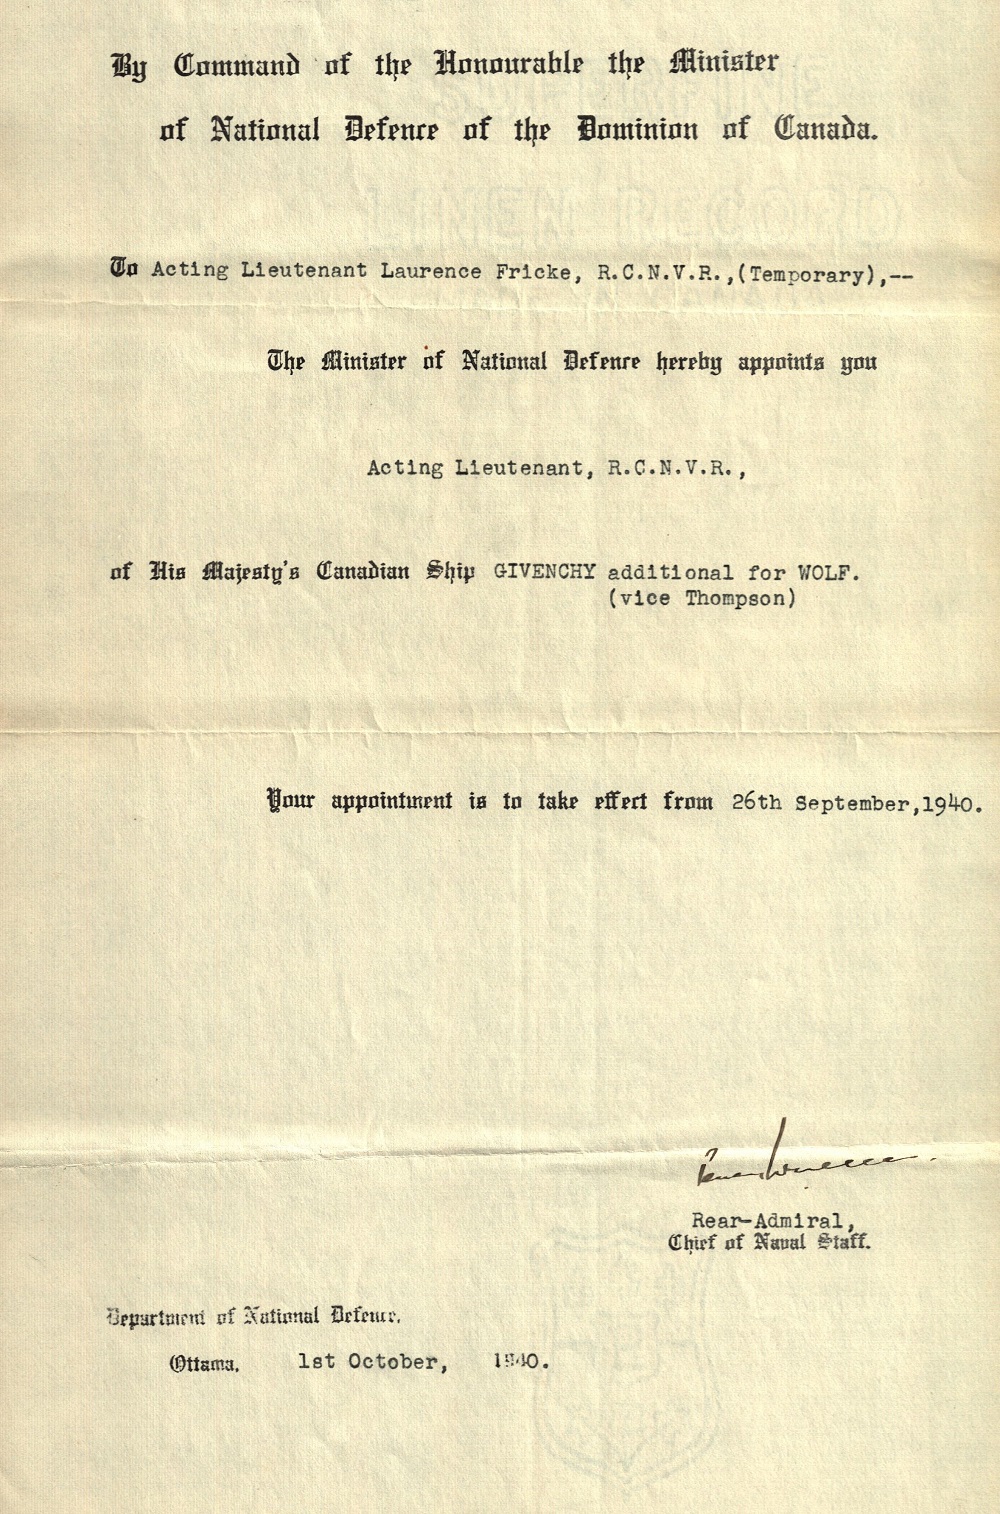 By Command of the Honourable the Minister
of National Defence of the Dominion of Canada.
To Acting Lieutenant Laurence Fricke, R.C.N.V.R.,(Temporary),--
The Minister of National Defence hereby appoints you
Acting Lieutenant, R.C.N.V.R.,
of His Majesty's Canadian Ship GIVENCHY additional for WOLF.
(vice Thompson)
Your appointment is to take effect from 26th September,1940.
Rear-Admiral,
Chief of Naval Staff.
Department of National Defence.
Ottawa, 1st October, 1940.